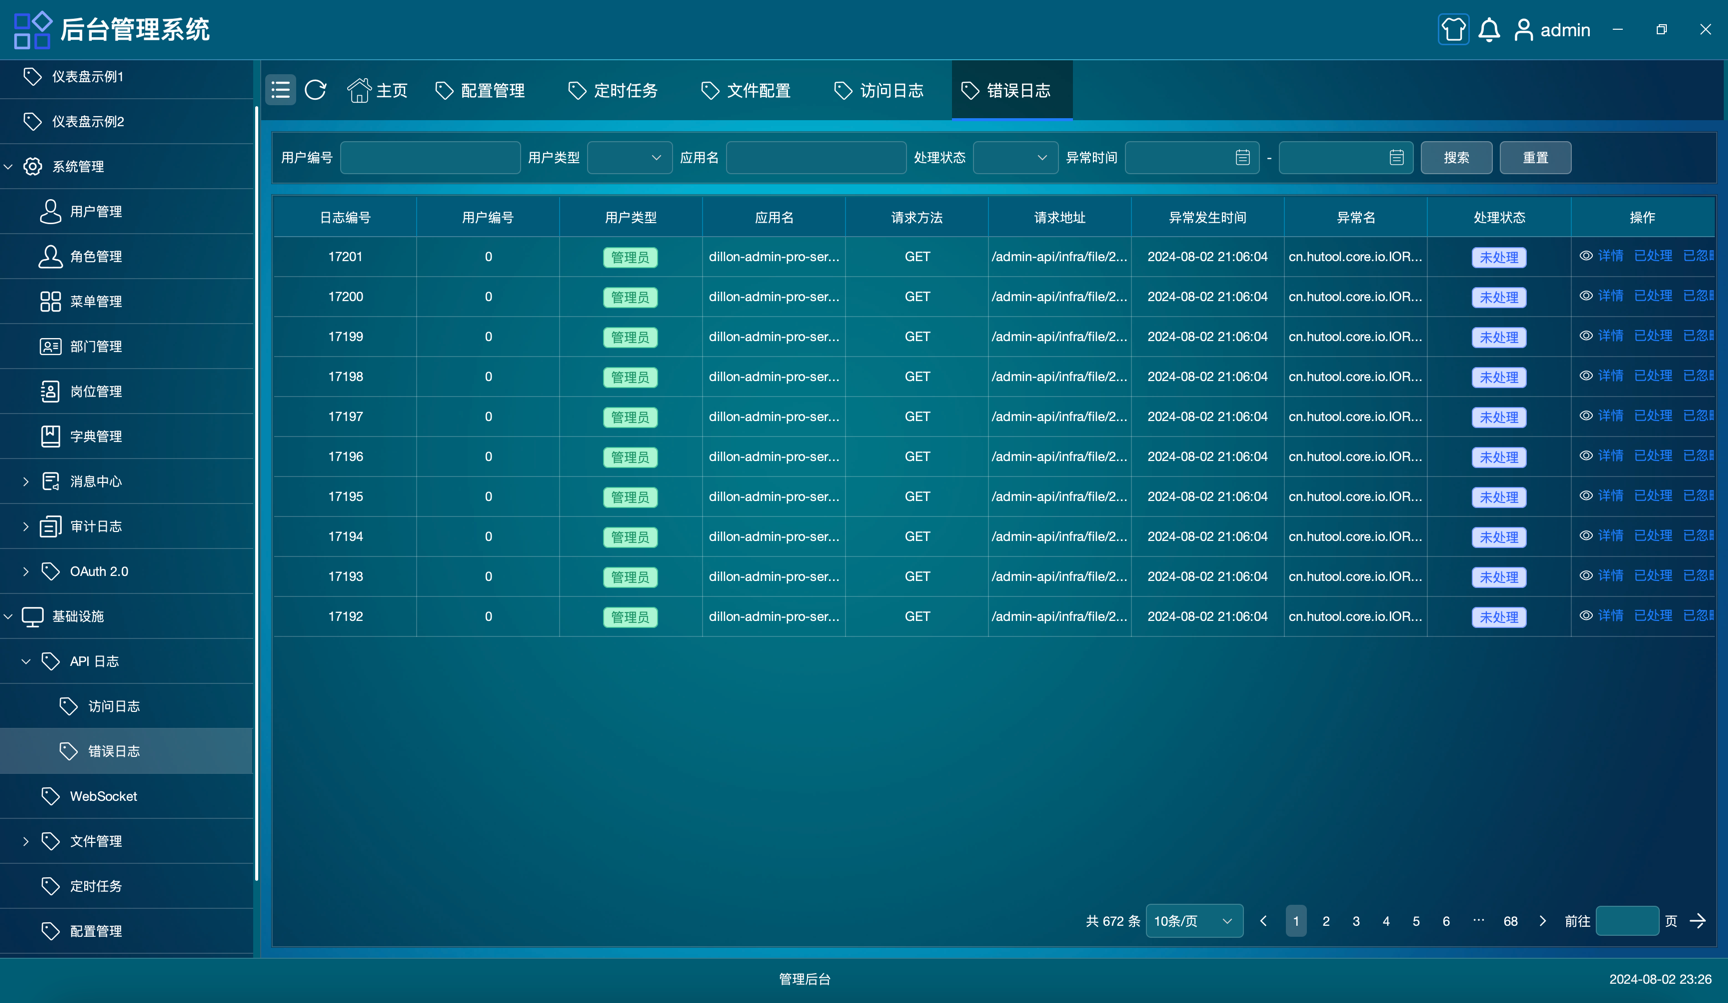 后台管理系统
admin
仪表盘示例1
仪表盘示例2
系统管理
用户管理
角色管理
菜单管理
部门管理
岗位管理
字典管理
消息中心
审计日志
OAuth 2.0
基础设施
API 日志
访问日志
错误日志
WebSocket
文件管理
定时任务
配置管理
主页 配置管理 定时任务 文件配置 访问日志 错误日志
用户编号 用户类型 应用名 处理状态 异常时间 - 搜索 重置
日志编号 用户编号 用户类型 应用名 请求方法 请求地址 异常发生时间 异常名 处理状态 操作
17201 0 管理员 dillon-admin-pro-ser... GET /admin-api/infra/file/2... 2024-08-02 21:06:04 cn.hutool.core.io.IOR... 未处理 详情 已处理 已忽
17200 0 管理员 dillon-admin-pro-ser... GET /admin-api/infra/file/2... 2024-08-02 21:06:04 cn.hutool.core.io.IOR... 未处理 详情 已处理 已忽
17199 0 管理员 dillon-admin-pro-ser... GET /admin-api/infra/file/2... 2024-08-02 21:06:04 cn.hutool.core.io.IOR... 未处理 详情 已处理 已忽
17198 0 管理员 dillon-admin-pro-ser... GET /admin-api/infra/file/2... 2024-08-02 21:06:04 cn.hutool.core.io.IOR... 未处理 详情 已处理 已忽
17197 0 管理员 dillon-admin-pro-ser... GET /admin-api/infra/file/2... 2024-08-02 21:06:04 cn.hutool.core.io.IOR... 未处理 详情 已处理 已忽
17196 0 管理员 dillon-admin-pro-ser... GET /admin-api/infra/file/2... 2024-08-02 21:06:04 cn.hutool.core.io.IOR... 未处理 详情 已处理 已忽
17195 0 管理员 dillon-admin-pro-ser... GET /admin-api/infra/file/2... 2024-08-02 21:06:04 cn.hutool.core.io.IOR... 未处理 详情 已处理 已忽
17194 0 管理员 dillon-admin-pro-ser... GET /admin-api/infra/file/2... 2024-08-02 21:06:04 cn.hutool.core.io.IOR... 未处理 详情 已处理 已忽
17193 0 管理员 dillon-admin-pro-ser... GET /admin-api/infra/file/2... 2024-08-02 21:06:04 cn.hutool.core.io.IOR... 未处理 详情 已处理 已忽
17192 0 管理员 dillon-admin-pro-ser... GET /admin-api/infra/file/2... 2024-08-02 21:06:04 cn.hutool.core.io.IOR... 未处理 详情 已处理 已忽
共 672 条 10条/页 1 2 3 4 5 6 ... 68 前往 页
管理后台
2024-08-02 23:26